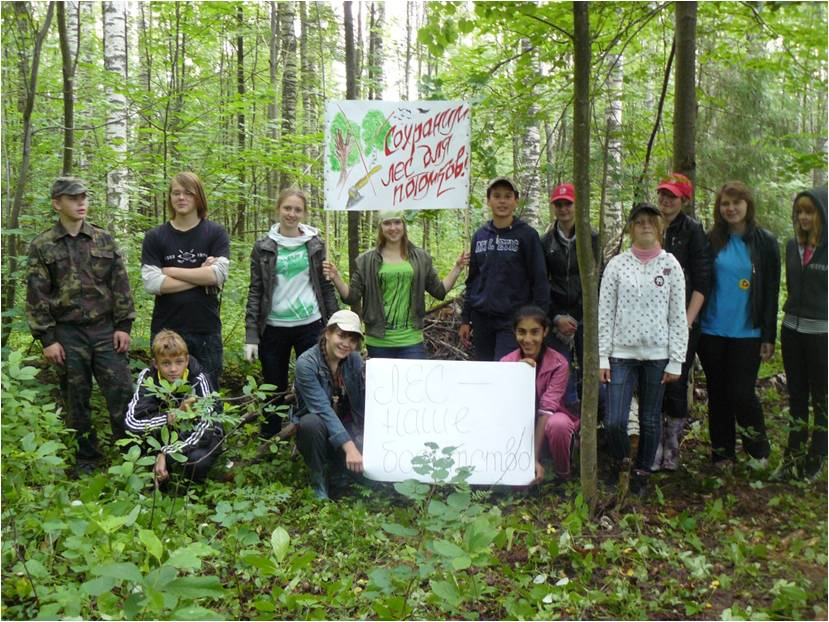 Сохраним
лес для
потомков!
ЛЕС —
наше
богатство!